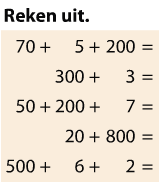 Reken uit.
70 + 5 + 200 =
300 + 3 =
50 + 200 + 7 =
20 + 800 =
500 + 6 + 2 =